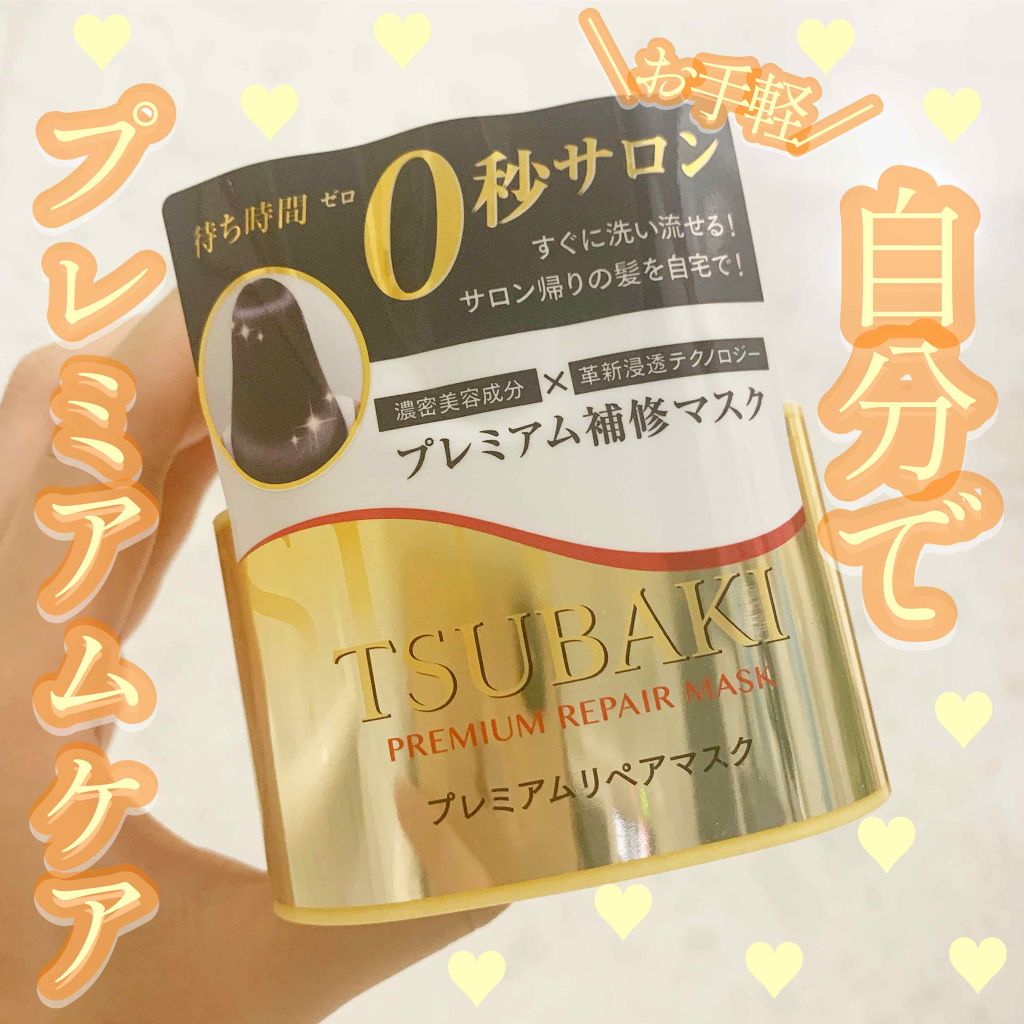 \お手軽/
自分で
プレミアムケア
待ち時間 ゼロ
0秒サロン
すぐに洗い流せる!
サロン帰りの髪を自宅で!
濃密美容成分×革新浸透テクノロジー
プレミアム補修マスク
TSUBAKI
PREMIUM REPAIR MASK
プレミアムリペアマスク